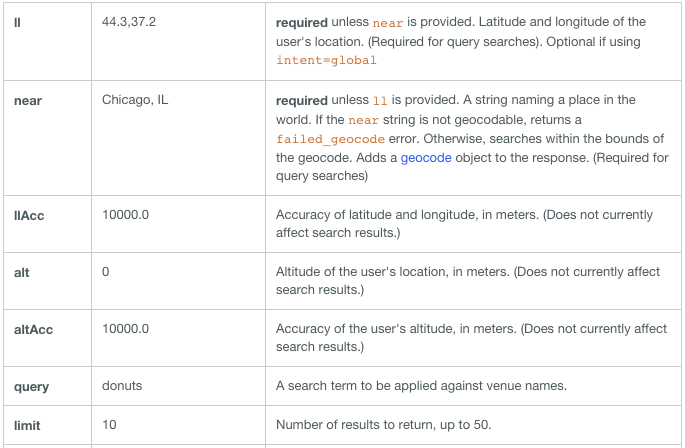 ll 44.3,37.2 required unless near is provided. Latitude and longitude of the
user's location. (Required for query searches). Optional if using
intent=global
near Chicago, IL required unless ll is provided. A string naming a place in the
world. If the near string is not geocodable, returns a
failed_geocode error. Otherwise, searches within the bounds of
the geocode. Adds a geocode object to the response. (Required for
query searches)
llAcc 10000.0 Accuracy of latitude and longitude, in meters. (Does not currently
affect search results.)
alt 0 Altitude of the user's location, in meters. (Does not currently affect
search results.)
altAcc 10000.0 Accuracy of the user's altitude, in meters. (Does not currently affect
search results.)
query donuts A search term to be applied against venue names.
limit 10 Number of results to return, up to 50.